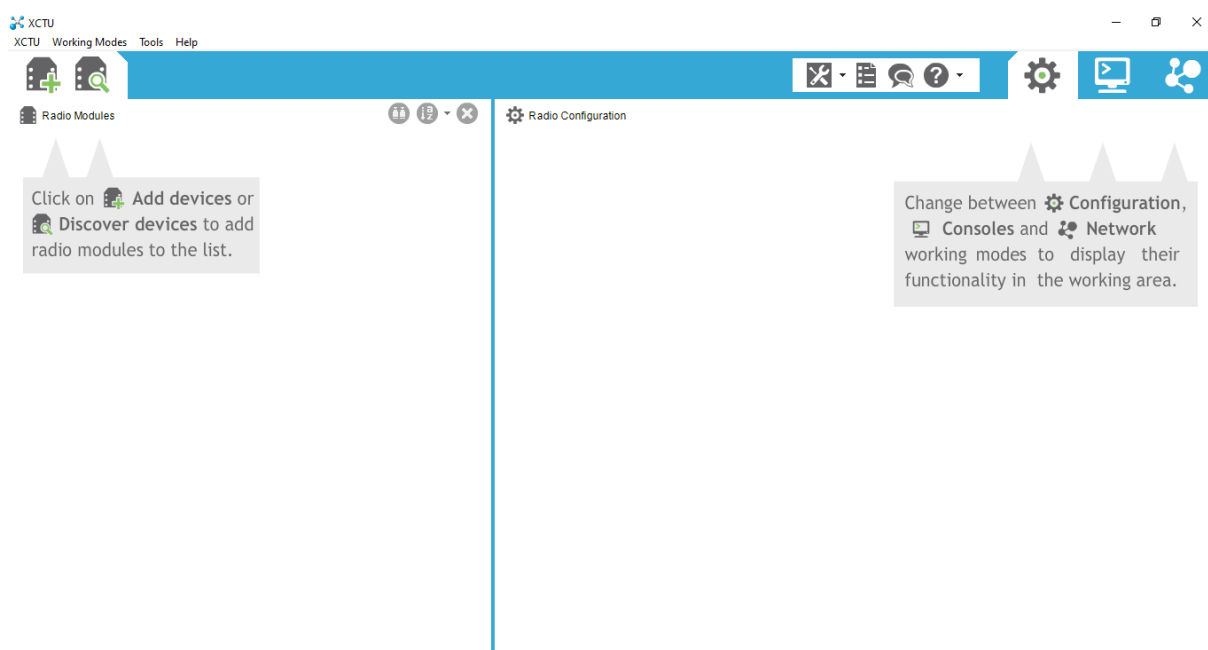 XCTU
XCTU Working Modes Tools Help
Radio Modules
Radio Configuration
Click on Add devices or
Discover devices to add
radio modules to the list.
Change between Configuration,
Consoles and Network
working modes to display their
functionality in the working area.